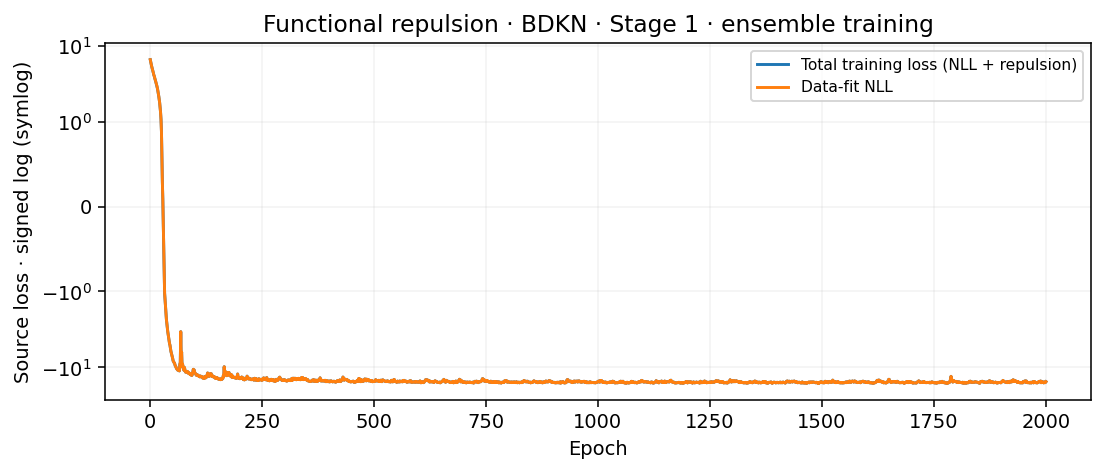 Functional repulsion · BDKN · Stage 1 · ensemble training
Total training loss (NLL + repulsion)
Data-fit NLL
Source loss · signed log (symlog)
10¹
10⁰
0
−10⁰
−10¹
0 250 500 750 1000 1250 1500 1750 2000
Epoch